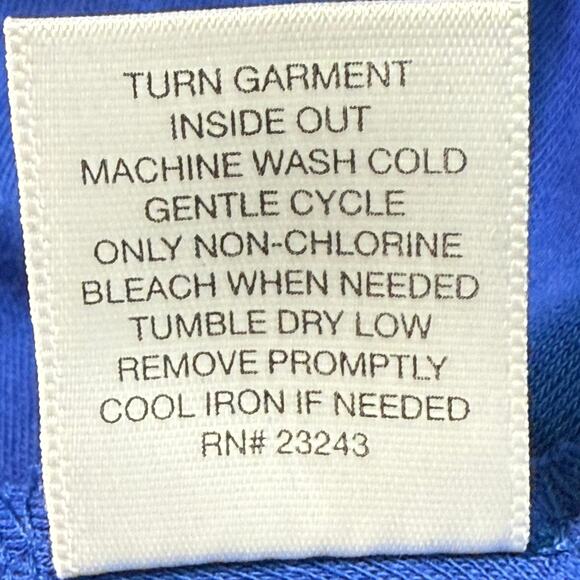 TURN GARMENT
INSIDE OUT
MACHINE WASH COLD
GENTLE CYCLE
ONLY NON-CHLORINE
BLEACH WHEN NEEDED
TUMBLE DRY LOW
REMOVE PROMPTLY
COOL IRON IF NEEDED
RN# 23243